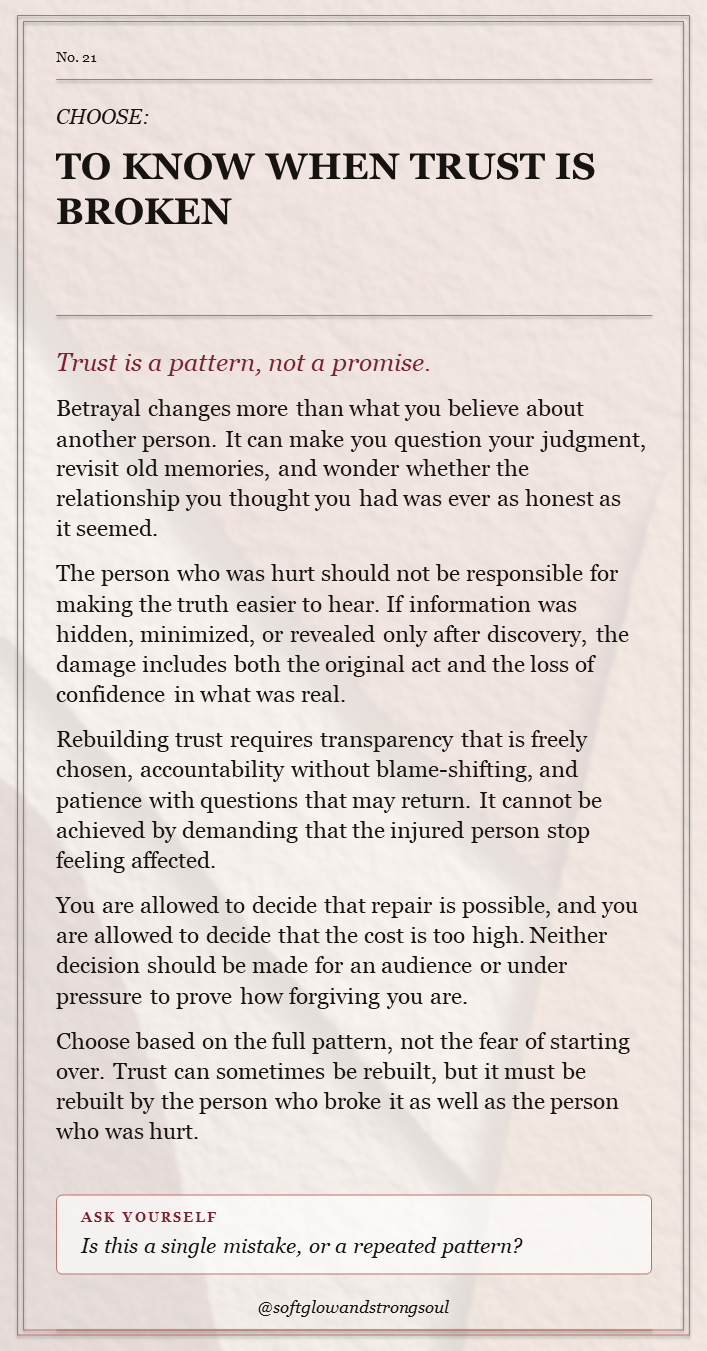 No. 21
CHOOSE:
TO KNOW WHEN TRUST IS
BROKEN
Trust is a pattern, not a promise.
Betrayal changes more than what you believe about
another person. It can make you question your judgment,
revisit old memories, and wonder whether the
relationship you thought you had was ever as honest as
it seemed.
The person who was hurt should not be responsible for
making the truth easier to hear. If information was
hidden, minimized, or revealed only after discovery, the
damage includes both the original act and the loss of
confidence in what was real.
Rebuilding trust requires transparency that is freely
chosen, accountability without blame-shifting, and
patience with questions that may return. It cannot be
achieved by demanding that the injured person stop
feeling affected.
You are allowed to decide that repair is possible, and you
are allowed to decide that the cost is too high. Neither
decision should be made for an audience or under
pressure to prove how forgiving you are.
Choose based on the full pattern, not the fear of starting
over. Trust can sometimes be rebuilt, but it must be
rebuilt by the person who broke it as well as the person
who was hurt.
ASK YOURSELF
Is this a single mistake, or a repeated pattern?
@softglowandstrongsoul